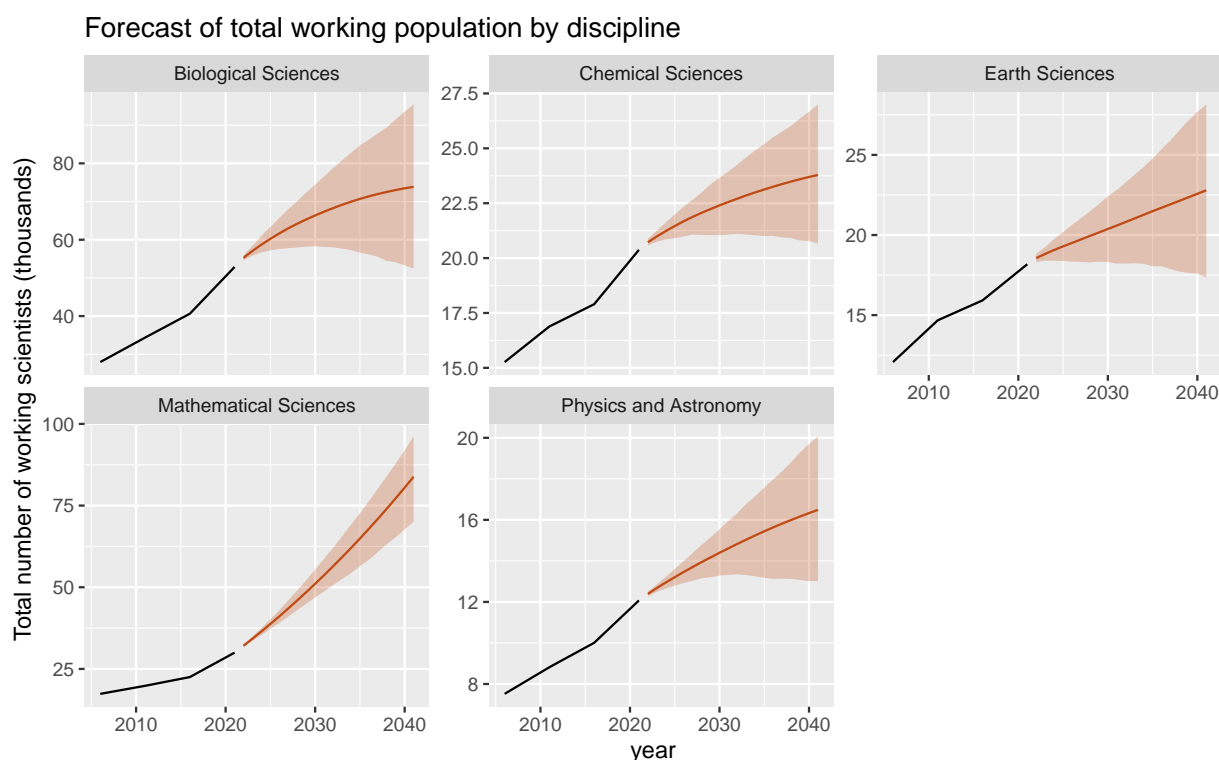 Forecast of total working population by discipline
Biological Sciences
Chemical Sciences
Earth Sciences
80
60
40
27.5
25.0
22.5
20.0
17.5
15.0
25
20
15
2010 2020 2030 2040
Mathematical Sciences
Physics and Astronomy
100
75
50
25
20
16
12
8
2010 2020 2030 2040
2010 2020 2030 2040
year
Total number of working scientists (thousands)